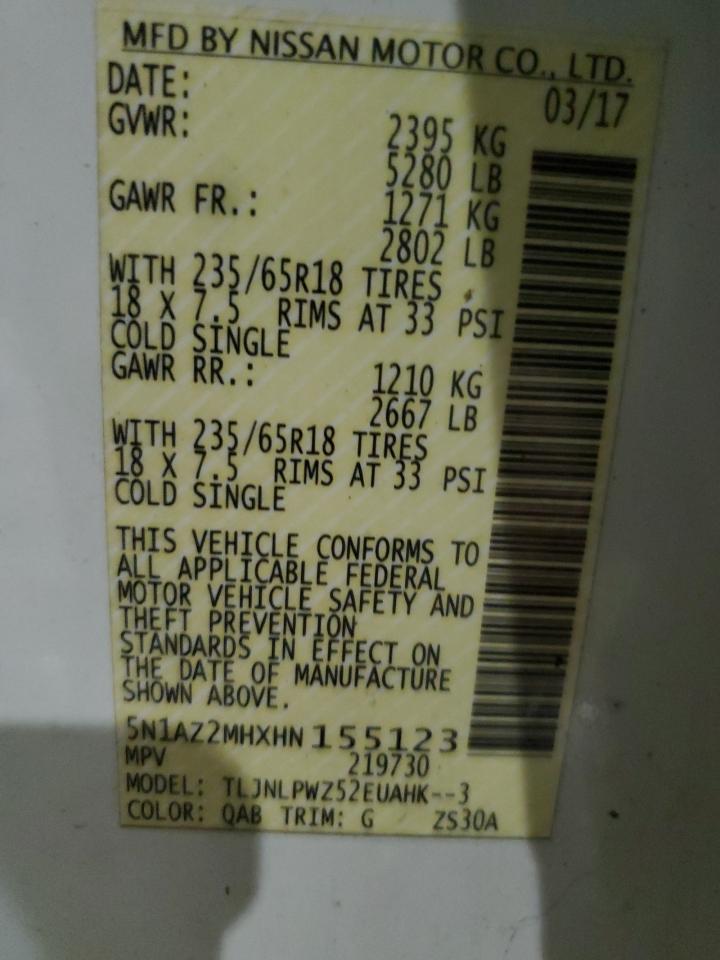 MFD BY NISSAN MOTOR CO., LTD.
DATE: 03/17
GVWR: 2395 KG
5280 LB
GAWR FR.: 1271 KG
2802 LB
WITH 235/65R18 TIRES
18 X 7.5 RIMS AT 33 PSI
COLD SINGLE
GAWR RR.: 1210 KG
2667 LB
WITH 235/65R18 TIRES
18 X 7.5 RIMS AT 33 PSI
COLD SINGLE
THIS VEHICLE CONFORMS TO
ALL APPLICABLE FEDERAL
MOTOR VEHICLE SAFETY AND
THEFT PREVENTION
STANDARDS IN EFFECT ON
THE DATE OF MANUFACTURE
SHOWN ABOVE.
5N1AZ2MHXHN155123
MPV 219730
MODEL: TLJNLPWZ52EUAHK--3
COLOR: QAB TRIM: G ZS30A